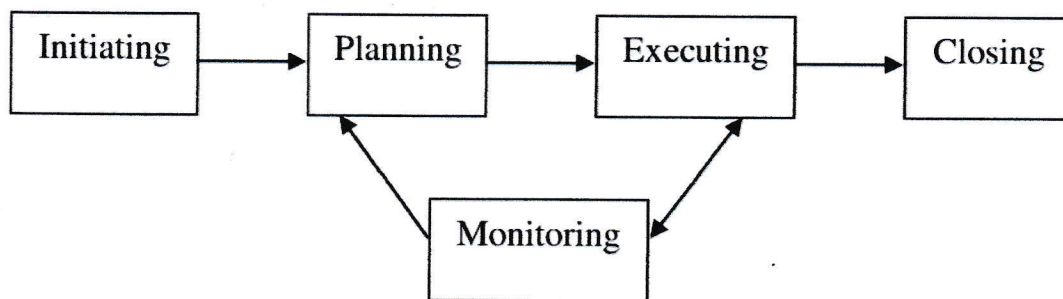 Initiating
Planning
Executing
Closing
Monitoring